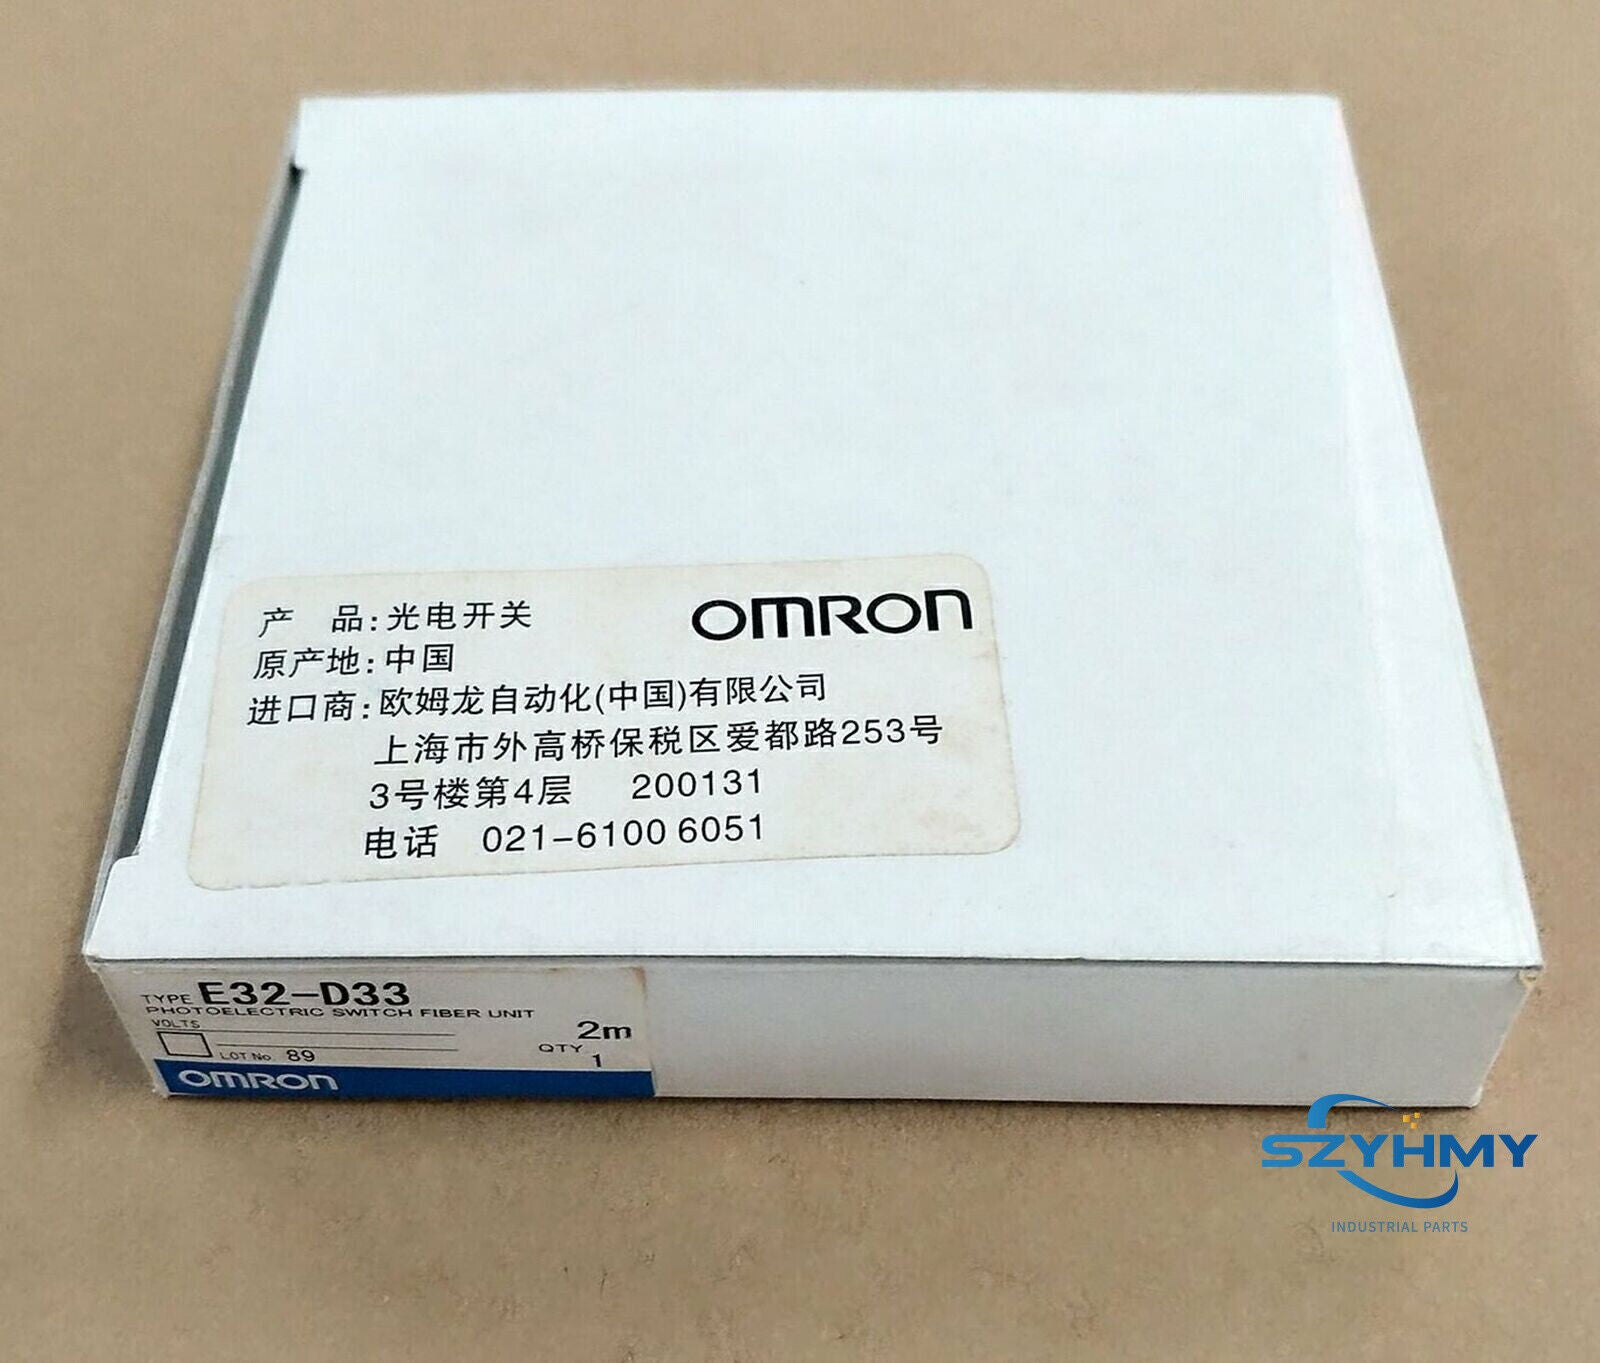 产 品:光电开关
OMRON
原产地:中国
进口商:欧姆龙自动化(中国)有限公司
上海市外高桥保税区爱都路253号
3号楼第4层 200131
电话 021-6100 6051
TYPE E32-D33
PHOTOELECTRIC SWITCH FIBER UNIT
VOLTS
2m
LOT No. 89
QTY 1
OMRON
SZYHMY
INDUSTRIAL PARTS